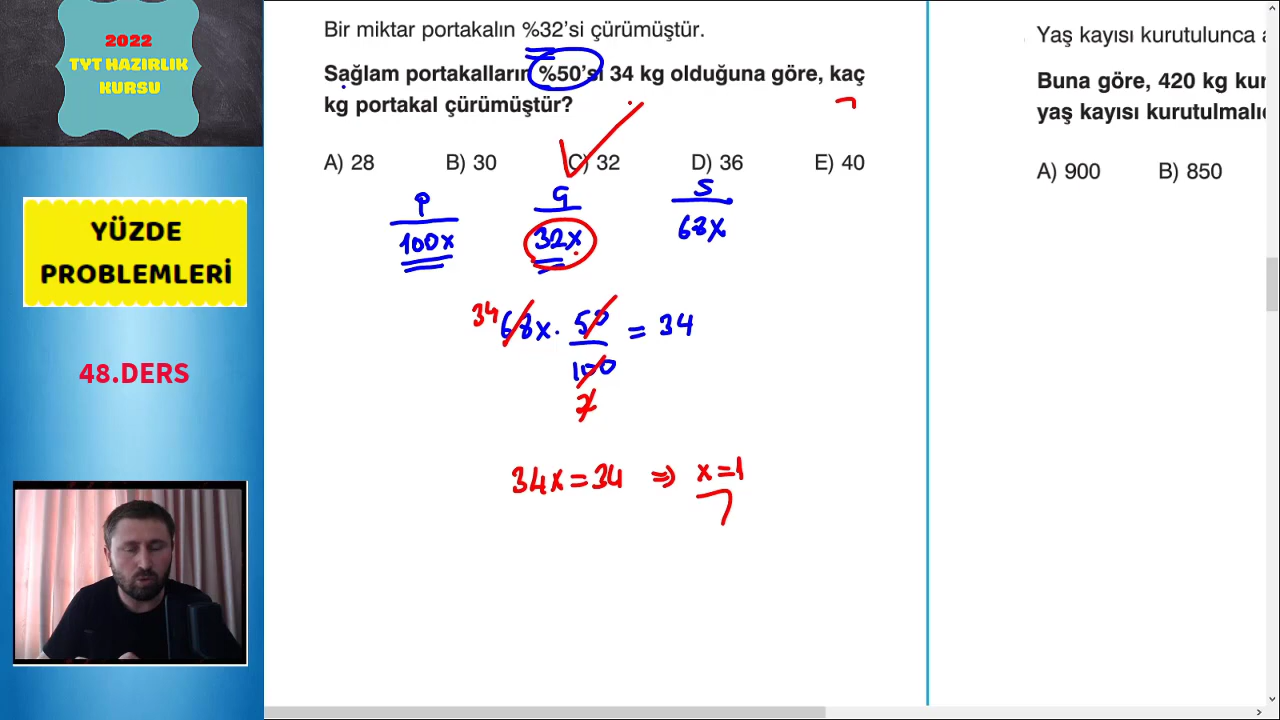 2022
TYT HAZIRLIK
KURSU
YÜZDE
PROBLEMLERİ
48.DERS
Bir miktar portakalın %32’si çürümüştür.
Sağlam portakalların %50’si 34 kg olduğuna göre, kaç
kg portakal çürümüştür?
A) 28 B) 30 C) 32 D) 36 E) 40
P Ç S
100x 32x 68x
34 68x · 50 = 34
100
2
34x = 34 ⇒ x = 1
Yaş kayısı kurutulunca a
Buna göre, 420 kg kur
yaş kayısı kurutulmalıd
A) 900 B) 850